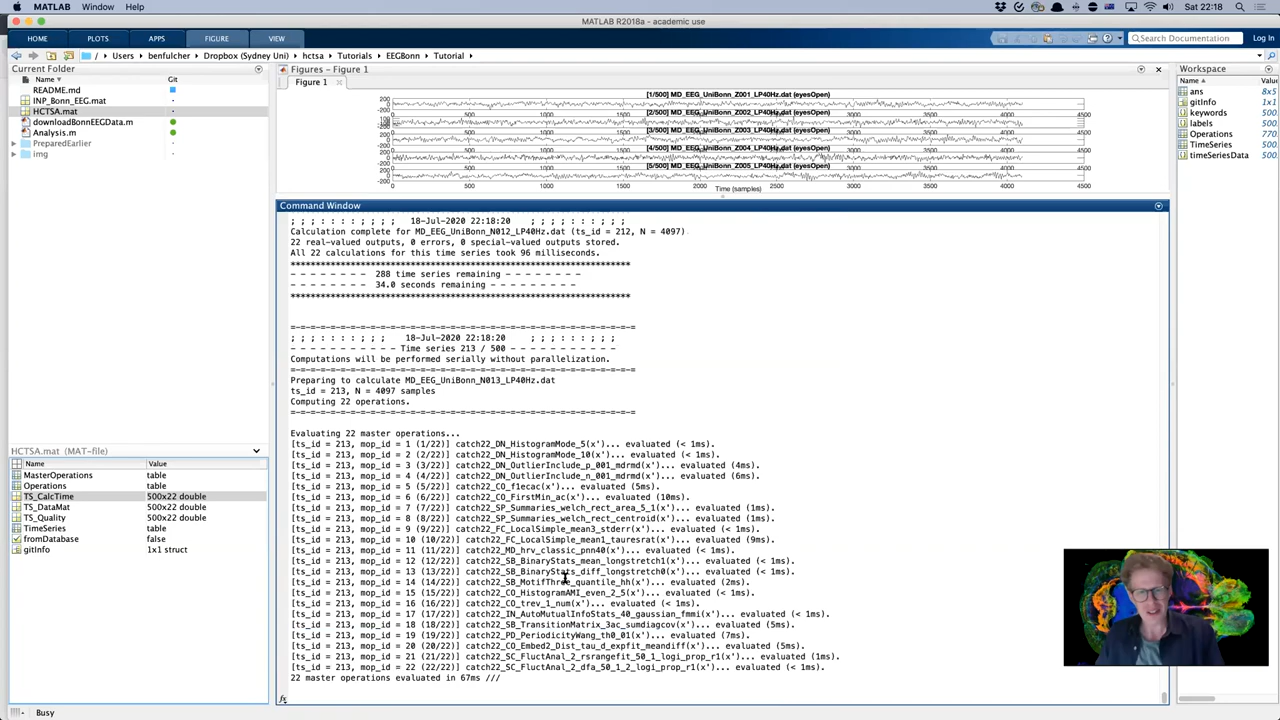 MATLAB Window Help
Sat 22:18
MATLAB R2018a - academic use
HOME PLOTS APPS FIGURE VIEW
Search Documentation
Log In
/ Users benfulcher Dropbox (Sydney Uni) hctsa Tutorials EEGBonn Tutorial
Current Folder
Name Git
README.md
INP_Bonn_EEG.mat
HCTSA.mat
downloadBonnEEGData.m
Analysis.m
PreparedEarlier
img
HCTSA.mat (MAT-file)
Name Value
MasterOperations table
Operations table
TS_CalcTime 500x22 double
TS_DataMat 500x22 double
TS_Quality 500x22 double
TimeSeries table
fromDatabase false
gitInfo 1x1 struct
Busy
Figures - Figure 1
Figure 1
[1/500] MD_EEG_UniBonn_Z001_LP40Hz.dat (eyesOpen)
[2/500] MD_EEG_UniBonn_Z002_LP40Hz.dat (eyesOpen)
[3/500] MD_EEG_UniBonn_Z003_LP40Hz.dat (eyesOpen)
[4/500] MD_EEG_UniBonn_Z004_LP40Hz.dat (eyesOpen)
[5/500] MD_EEG_UniBonn_Z005_LP40Hz.dat (eyesOpen)
0 500 1000 1500 2000 2500 3000 3500 4000 4500
Time (samples)
Command Window
; ; ; : : : : ; ; ; ; 18-Jul-2020 22:18:20 ; ; ; ; : : : ; ; ;
Calculation complete for MD_EEG_UniBonn_N012_LP40Hz.dat (ts_id = 212, N = 4097)
22 real-valued outputs, 0 errors, 0 special-valued outputs stored.
All 22 calculations for this time series took 96 milliseconds.
********************************************************************
- - - - - - - - 288 time series remaining - - - - - - - -
- - - - - - - - 34.0 seconds remaining - - - - - - - - -
********************************************************************
=-=-=-=-=-=-=-=-=-=-=-=-=-=-=-=-=-=-=-=-=-=-=-=-=-=-=-=-=-=-=-=-=-=-=
; ; ; : : : : ; ; ; ; 18-Jul-2020 22:18:20 ; ; ; ; : : : ; ; ;
- - - - - - - - - - - Time series 213 / 500 - - - - - - - - - - -
Computations will be performed serially without parallelization.
=-=-=-=-=-=-=-=-=-=-=-=-=-=-=-=-=-=-=-=-=-=-=-=-=-=-=-=-=-=-=-=-=-=-=
Preparing to calculate MD_EEG_UniBonn_N013_LP40Hz.dat
ts_id = 213, N = 4097 samples
Computing 22 operations.
=-=-=-=-=-=-=-=-=-=-=-=-=-=-=-=-=-=-=-=-=-=-=-=-=-=-=-=-=-=-=-=-=-=-=
Evaluating 22 master operations...
[ts_id = 213, mop_id = 1 (1/22)] catch22_DN_HistogramMode_5(x')... evaluated (< 1ms).
[ts_id = 213, mop_id = 2 (2/22)] catch22_DN_HistogramMode_10(x')... evaluated (< 1ms).
[ts_id = 213, mop_id = 3 (3/22)] catch22_DN_OutlierInclude_p_001_mdrmd(x')... evaluated (4ms).
[ts_id = 213, mop_id = 4 (4/22)] catch22_DN_OutlierInclude_n_001_mdrmd(x')... evaluated (6ms).
[ts_id = 213, mop_id = 5 (5/22)] catch22_CO_f1ecac(x')... evaluated (5ms).
[ts_id = 213, mop_id = 6 (6/22)] catch22_CO_FirstMin_ac(x')... evaluated (10ms).
[ts_id = 213, mop_id = 7 (7/22)] catch22_SP_Summaries_welch_rect_area_5_1(x')... evaluated (1ms).
[ts_id = 213, mop_id = 8 (8/22)] catch22_SP_Summaries_welch_rect_centroid(x')... evaluated (1ms).
[ts_id = 213, mop_id = 9 (9/22)] catch22_FC_LocalSimple_mean3_stderr(x')... evaluated (< 1ms).
[ts_id = 213, mop_id = 10 (10/22)] catch22_FC_LocalSimple_mean1_tauresrat(x')... evaluated (9ms).
[ts_id = 213, mop_id = 11 (11/22)] catch22_MD_hrv_classic_pnn40(x')... evaluated (< 1ms).
[ts_id = 213, mop_id = 12 (12/22)] catch22_SB_BinaryStats_mean_longstretch1(x')... evaluated (< 1ms).
[ts_id = 213, mop_id = 13 (13/22)] catch22_SB_BinaryStats_diff_longstretch0(x')... evaluated (< 1ms).
[ts_id = 213, mop_id = 14 (14/22)] catch22_SB_MotifThree_quantile_hh(x')... evaluated (2ms).
[ts_id = 213, mop_id = 15 (15/22)] catch22_CO_HistogramAMI_even_2_5(x')... evaluated (< 1ms).
[ts_id = 213, mop_id = 16 (16/22)] catch22_CO_trev_1_num(x')... evaluated (< 1ms).
[ts_id = 213, mop_id = 17 (17/22)] catch22_IN_AutoMutualInfoStats_40_gaussian_fmmi(x')... evaluated (< 1ms).
[ts_id = 213, mop_id = 18 (18/22)] catch22_SB_TransitionMatrix_3ac_sumdiagcov(x')... evaluated (5ms).
[ts_id = 213, mop_id = 19 (19/22)] catch22_PD_PeriodicityWang_th0_01(x')... evaluated (7ms).
[ts_id = 213, mop_id = 20 (20/22)] catch22_CO_Embed2_Dist_tau_d_expfit_meandiff(x')... evaluated (5ms).
[ts_id = 213, mop_id = 21 (21/22)] catch22_SC_FluctAnal_2_rsrangefit_50_1_logi_prop_r1(x')... evaluated (1ms).
[ts_id = 213, mop_id = 22 (22/22)] catch22_SC_FluctAnal_2_dfa_50_1_2_logi_prop_r1(x')... evaluated (< 1ms).
22 master operations evaluated in 67ms ///
fx
Workspace
Name Value
ans 8x5
gitInfo 1x1
keywords 500
labels 500
Operations 770
TimeSeries 500
timeSeriesData 500